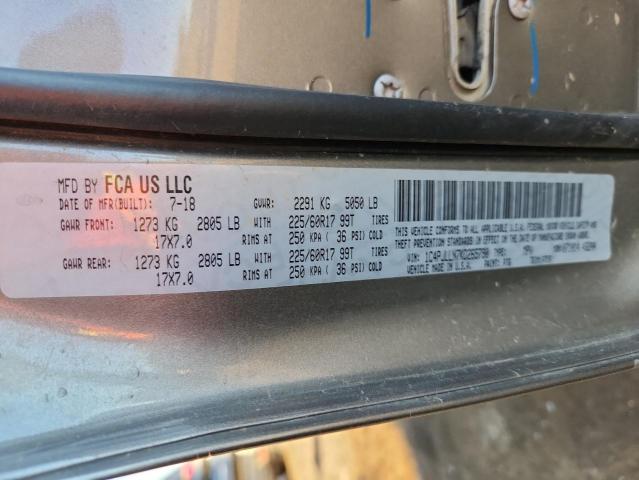 MFD BY FCA US LLC
DATE OF MFR(BUILT): 7-18 GVWR: 2291 KG 5050 LB
GAWR FRONT: 1273 KG 2805 LB WITH 225/60R17 99T TIRES
17X7.0 RIMS AT 250 KPA ( 36 PSI) COLD
GAWR REAR: 1273 KG 2805 LB WITH 225/60R17 99T TIRES
17X7.0 RIMS AT 250 KPA ( 36 PSI) COLD
THIS VEHICLE CONFORMS TO ALL APPLICABLE U.S.A. FEDERAL MOTOR VEHICLE SAFETY AND
THEFT PREVENTION STANDARDS IN EFFECT ON THE DATE OF MANUFACTURE SHOWN ABOVE.
VIN: TYPE: MPV
VEHICLE MADE IN U.S.A. PAINT: